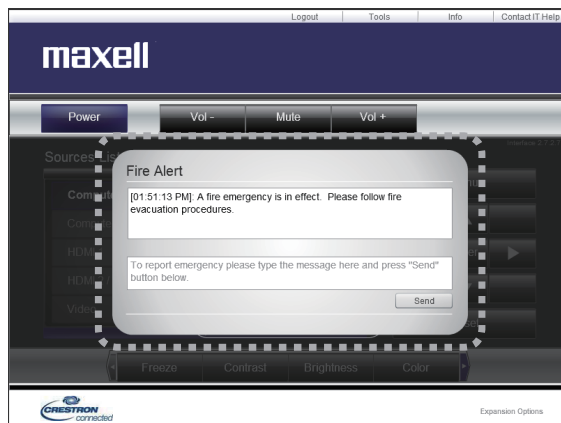 Logout Tools Info Contact IT Help
maxell
Power Vol - Mute Vol +
Sources List
Fire Alert
[01:51:13 PM]: A fire emergency is in effect. Please follow fire
evacuation procedures.
To report emergency please type the message here and press "Send"
button below.
Send
Freeze Contrast Brightness Color
CRESTRON
connected
Expansion Options